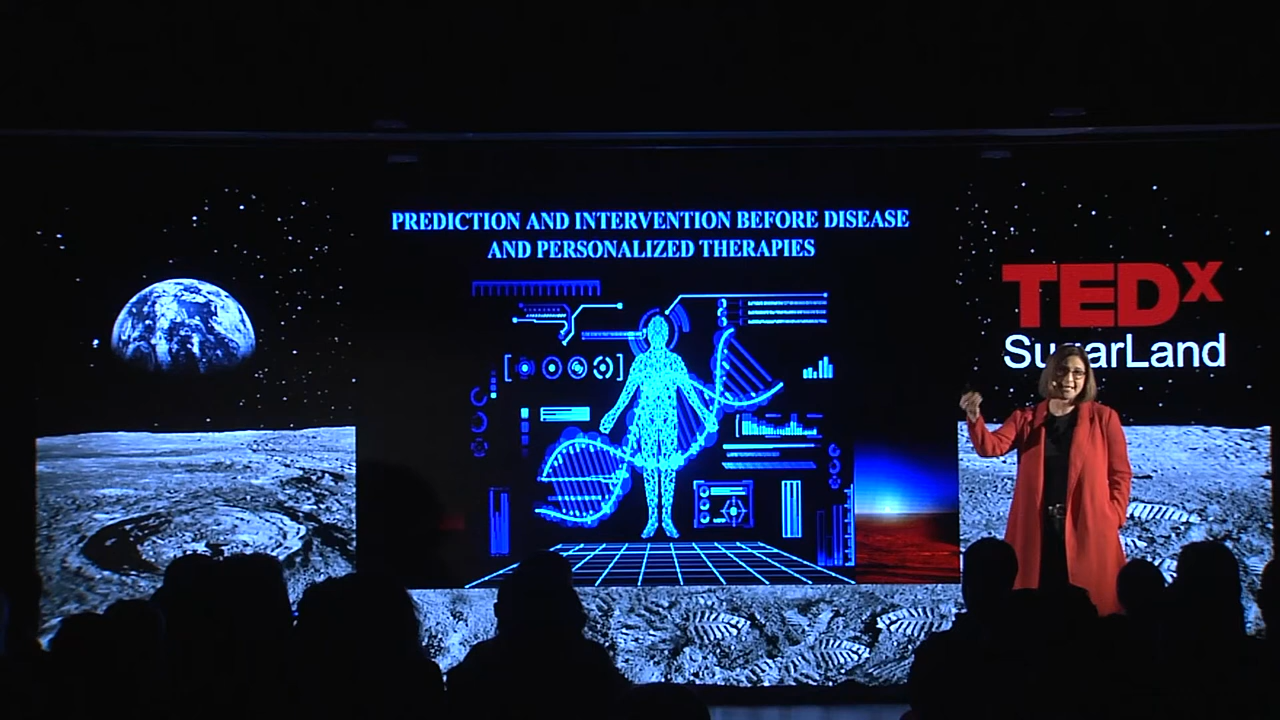 PREDICTION AND INTERVENTION BEFORE DISEASE
AND PERSONALIZED THERAPIES
TEDx
SugarLand